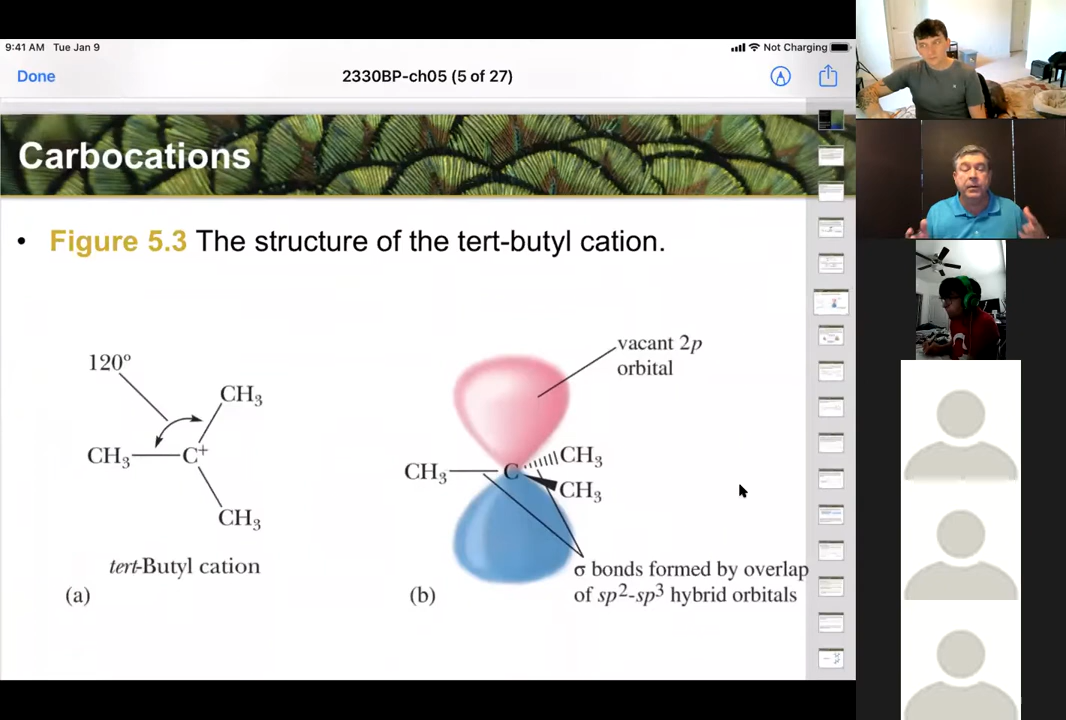 9:41 AM Tue Jan 9
Not Charging
Done
2330BP-ch05 (5 of 27)
Carbocations
• Figure 5.3 The structure of the tert-butyl cation.
vacant 2p
orbital
120º
CH3
CH3
C+
CH3
tert-Butyl cation
(a)
CH3
C
CH3
CH3
σ bonds formed by overlap
of sp2-sp3 hybrid orbitals
(b)